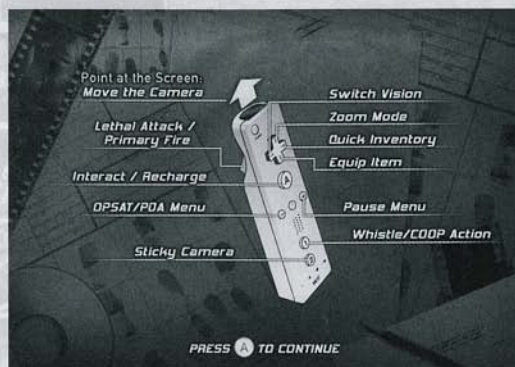 Point at the Screen:
Move the Camera
Lethal Attack /
Primary Fire
Interact / Recharge
OPSAT/PDA Menu
Sticky Camera
Switch Vision
Zoom Mode
Quick Inventory
Equip Item
Pause Menu
Whistle/COOP Action
A
PRESS A TO CONTINUE